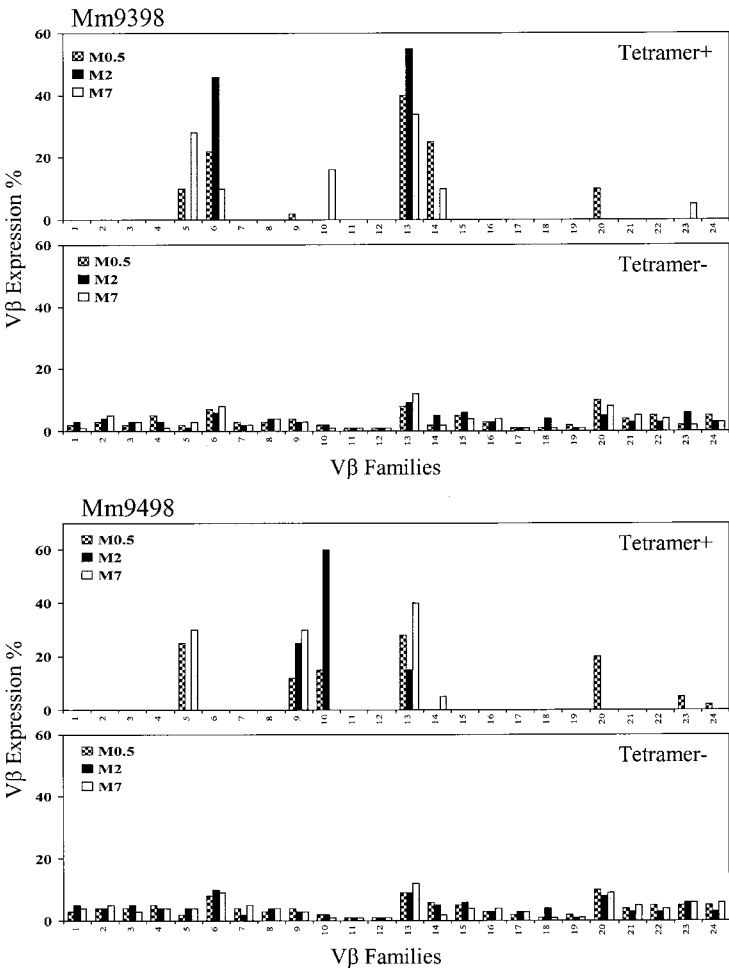 Mm9398
Vβ Expression %
60
40
20
0
M0.5
M2
M7
Tetramer+
1 2 3 4 5 6 7 8 9 10 11 12 13 14 15 16 17 18 19 20 21 22 23 24
60
40
20
0
M0.5
M2
M7
Tetramer-
1 2 3 4 5 6 7 8 9 10 11 12 13 14 15 16 17 18 19 20 21 22 23 24
Vβ Families
Mm9498
Vβ Expression %
60
40
20
0
M0.5
M2
M7
Tetramer+
1 2 3 4 5 6 7 8 9 10 11 12 13 14 15 16 17 18 19 20 21 22 23 24
60
40
20
0
M0.5
M2
M7
Tetramer-
1 2 3 4 5 6 7 8 9 10 11 12 13 14 15 16 17 18 19 20 21 22 23 24
Vβ Families